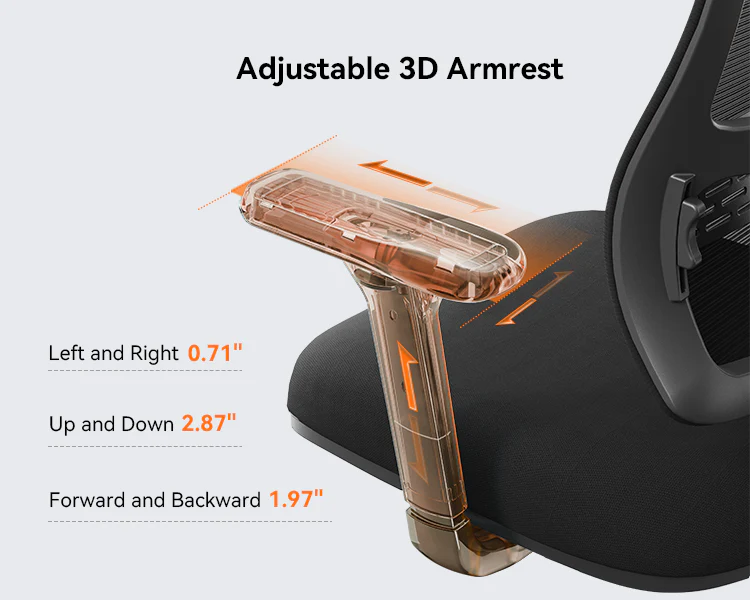 Adjustable 3D Armrest
Left and Right 0.71"
Up and Down 2.87"
Forward and Backward 1.97"